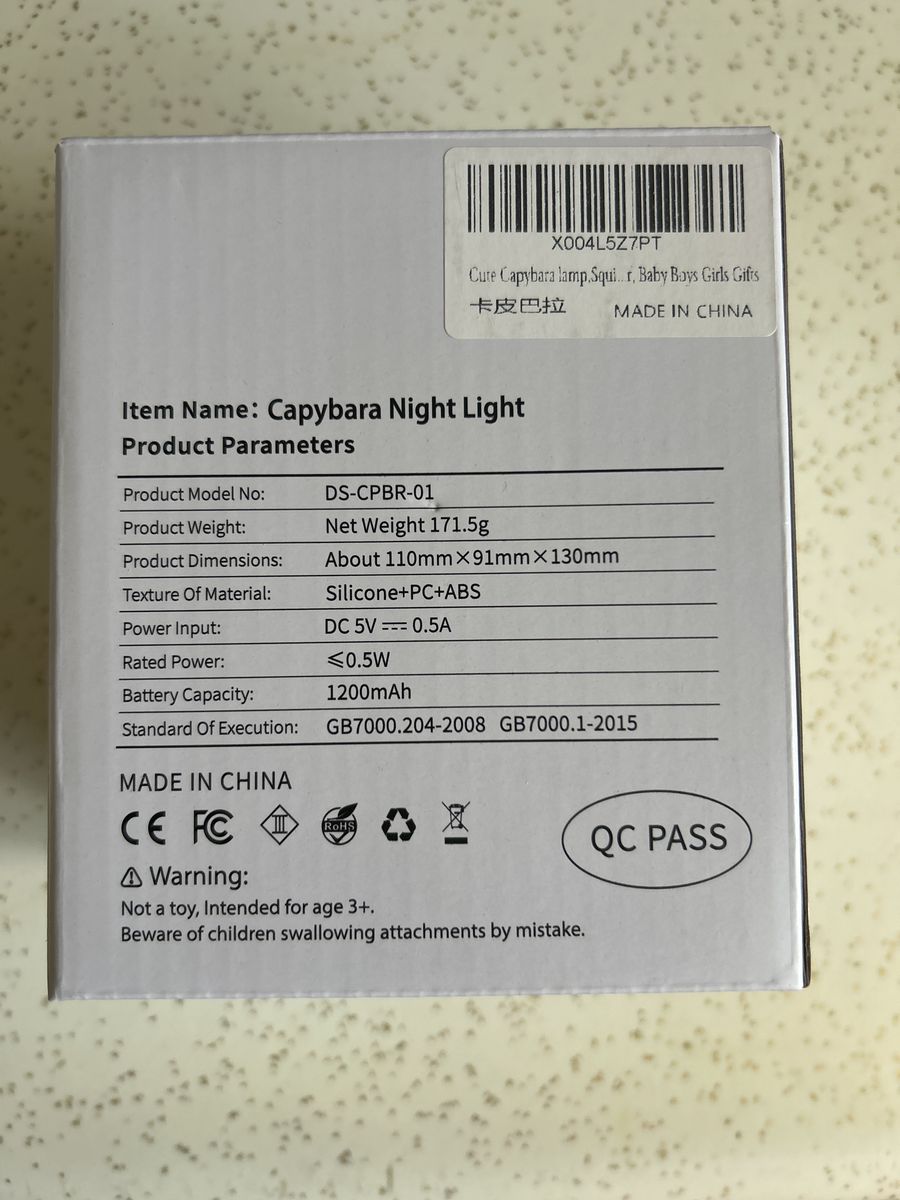 X004L5Z7PT
Cute Capybara lamp,Squi...r, Baby Boys Girls Gifts
卡皮巴拉 MADE IN CHINA
Item Name: Capybara Night Light
Product Parameters
Product Model No: DS-CPBR-01
Product Weight: Net Weight 171.5g
Product Dimensions: About 110mm×91mm×130mm
Texture Of Material: Silicone+PC+ABS
Power Input: DC 5V ⎓ 0.5A
Rated Power: ≤0.5W
Battery Capacity: 1200mAh
Standard Of Execution: GB7000.204-2008 GB7000.1-2015
MADE IN CHINA
CE FC III RoHS
QC PASS
⚠ Warning:
Not a toy, Intended for age 3+.
Beware of children swallowing attachments by mistake.